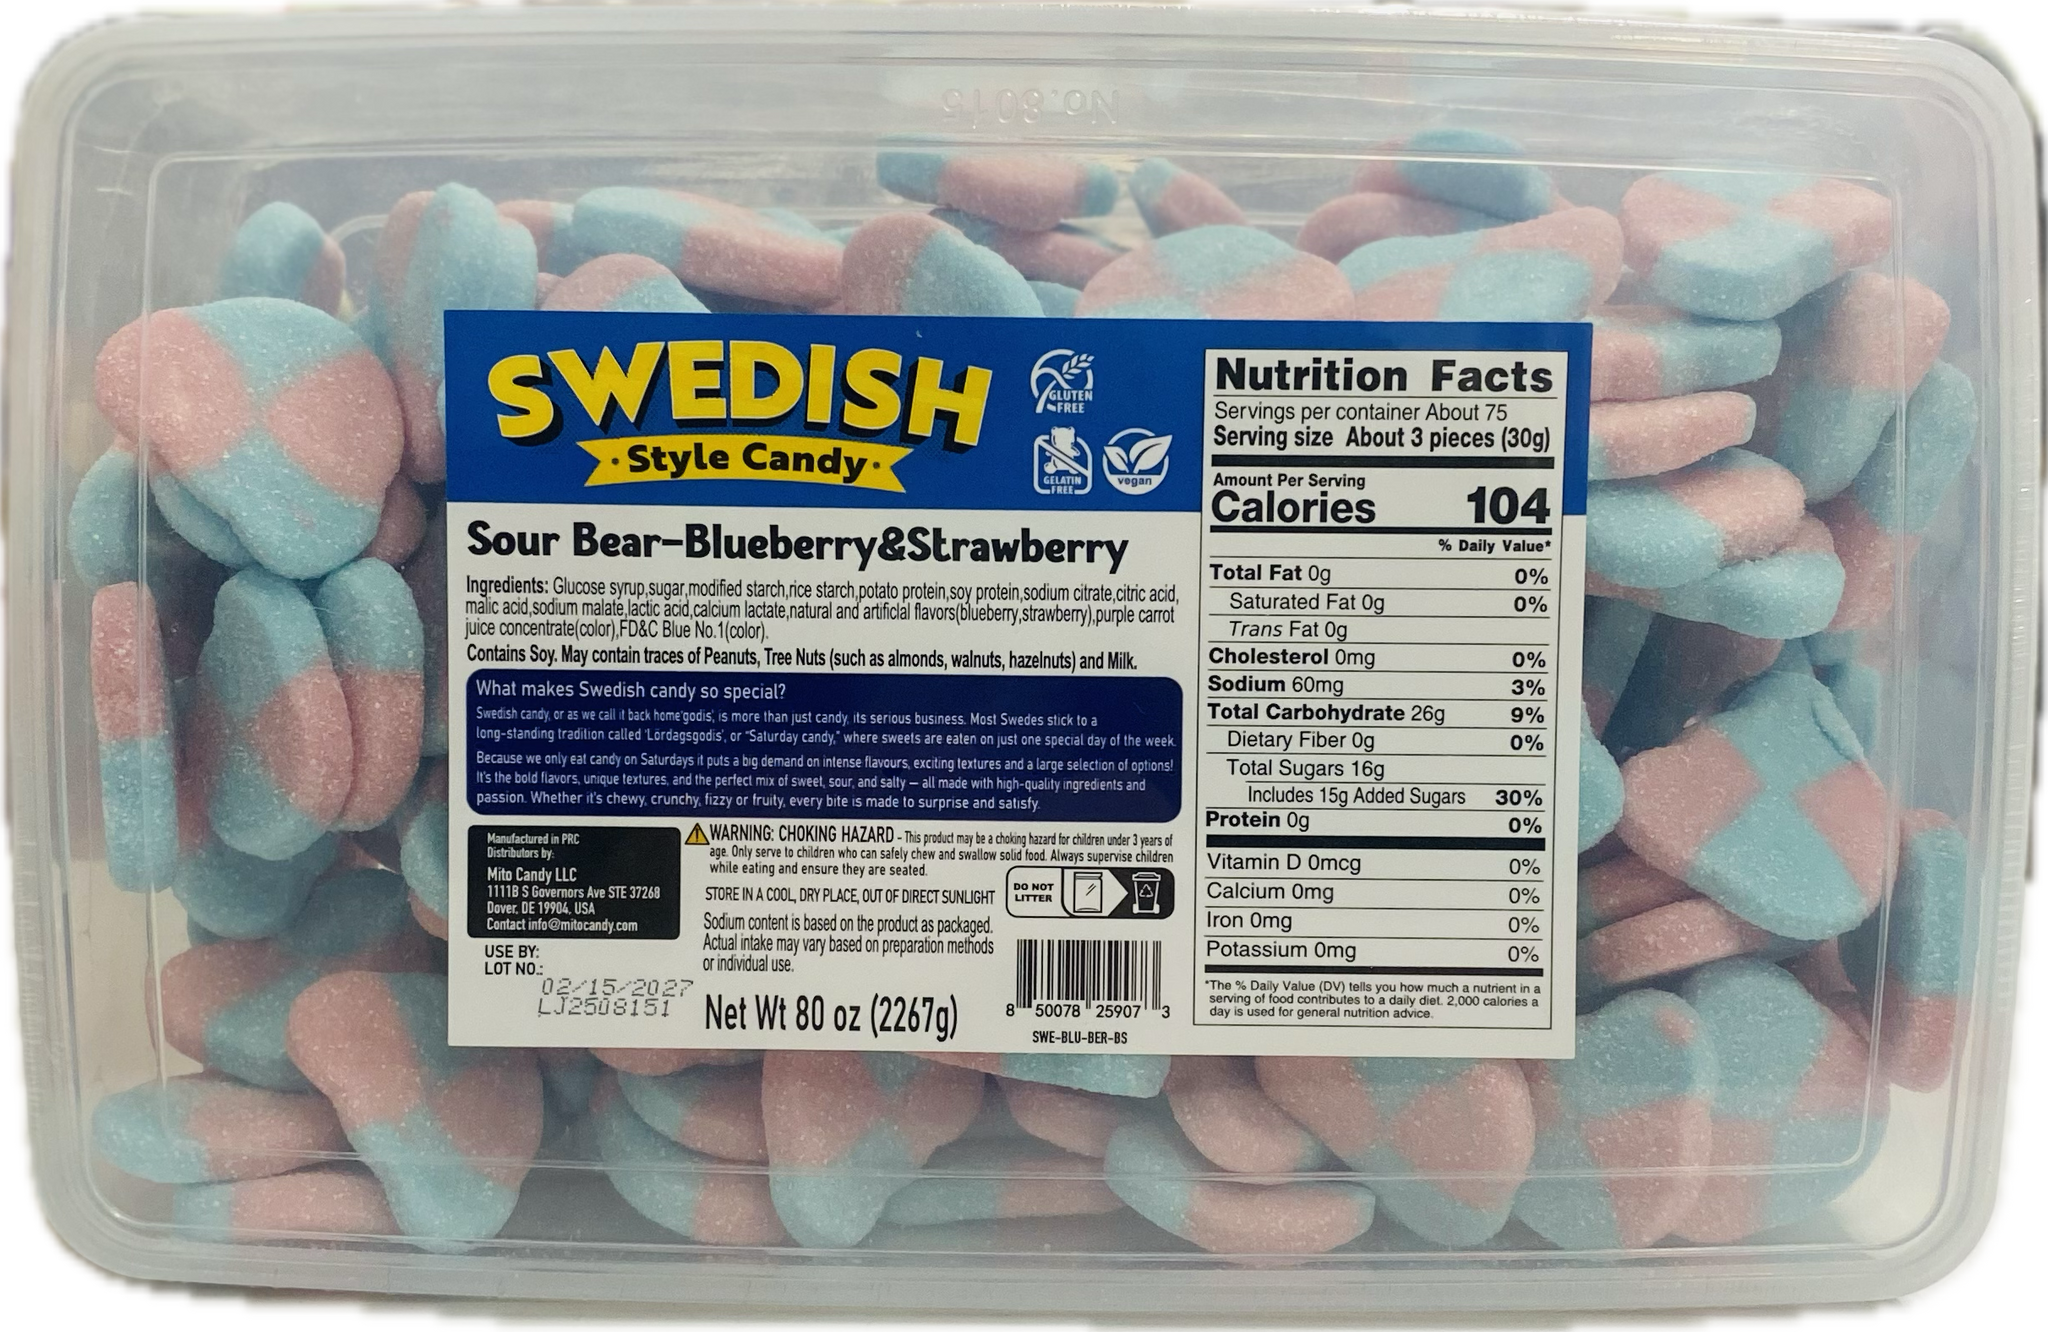 No. 8015
SWEDISH
Style Candy
GLUTEN
FREE
GELATIN
FREE
vegan
Sour Bear-Blueberry&Strawberry
Ingredients: Glucose syrup,sugar,modified starch,rice starch,potato protein,soy protein,sodium citrate,citric acid,
malic acid,sodium malate,lactic acid,calcium lactate,natural and artificial flavors(blueberry,strawberry),purple carrot
juice concentrate(color),FD&C Blue No.1(color).
Contains Soy. May contain traces of Peanuts, Tree Nuts (such as almonds, walnuts, hazelnuts) and Milk.
What makes Swedish candy so special?
Swedish candy, or as we call it back home'godis', is more than just candy, its serious business. Most Swedes stick to a
long-standing tradition called 'Lördagsgodis', or "Saturday candy," where sweets are eaten on just one special day of the week.
Because we only eat candy on Saturdays it puts a big demand on intense flavours, exciting textures and a large selection of options!
It's the bold flavors, unique textures, and the perfect mix of sweet, sour, and salty — all made with high-quality ingredients and
passion. Whether it's chewy, crunchy, fizzy or fruity, every bite is made to surprise and satisfy.
Manufactured in PRC
Distributors by:
Mito Candy LLC
1111B S Governors Ave STE 37268
Dover, DE 19904, USA
Contact info@mitocandy.com
USE BY:
LOT NO.:
02/15/2027
LJ2508151
WARNING: CHOKING HAZARD - This product may be a choking hazard for children under 3 years of
age. Only serve to children who can safely chew and swallow solid food. Always supervise children
while eating and ensure they are seated.
STORE IN A COOL, DRY PLACE, OUT OF DIRECT SUNLIGHT
DO NOT
LITTER
Sodium content is based on the product as packaged.
Actual intake may vary based on preparation methods
or individual use.
Net Wt 80 oz (2267g)
8 50078 25907 3
SWE-BLU-BER-BS
Nutrition Facts
Servings per container About 75
Serving size About 3 pieces (30g)
Amount Per Serving
Calories 104
% Daily Value*
Total Fat 0g 0%
Saturated Fat 0g 0%
Trans Fat 0g
Cholesterol 0mg 0%
Sodium 60mg 3%
Total Carbohydrate 26g 9%
Dietary Fiber 0g 0%
Total Sugars 16g
Includes 15g Added Sugars 30%
Protein 0g 0%
Vitamin D 0mcg 0%
Calcium 0mg 0%
Iron 0mg 0%
Potassium 0mg 0%
*The % Daily Value (DV) tells you how much a nutrient in a
serving of food contributes to a daily diet. 2,000 calories a
day is used for general nutrition advice.